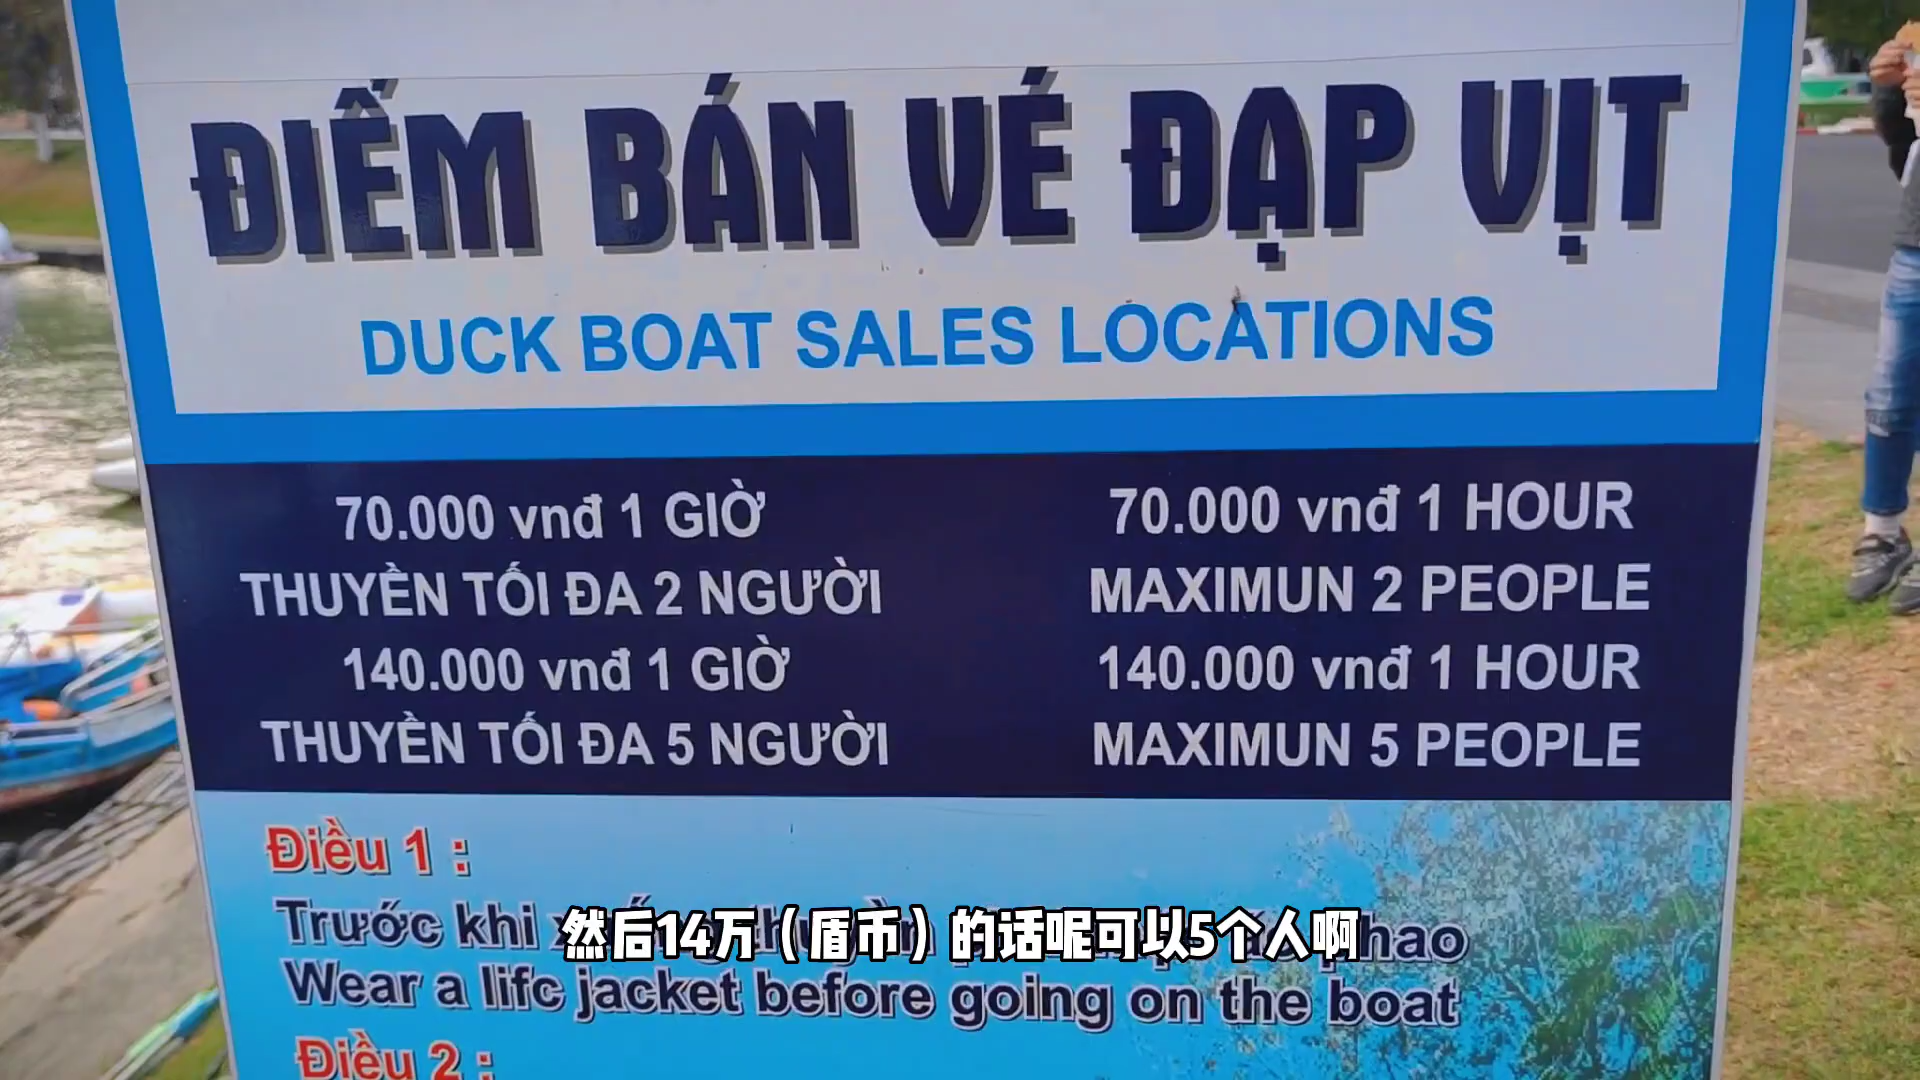 ĐIỂM BÁN VÉ ĐẠP VỊT
DUCK BOAT SALES LOCATIONS
70.000 vnđ 1 GIỜ
THUYỀN TỐI ĐA 2 NGƯỜI
140.000 vnđ 1 GIỜ
THUYỀN TỐI ĐA 5 NGƯỜI
70.000 vnđ 1 HOUR
MAXIMUN 2 PEOPLE
140.000 vnđ 1 HOUR
MAXIMUN 5 PEOPLE
Điều 1 :
Trước khi
然后14万（盾币）的话呢可以5个人啊
Wear a life jacket before going on the boat
Điều 2 :